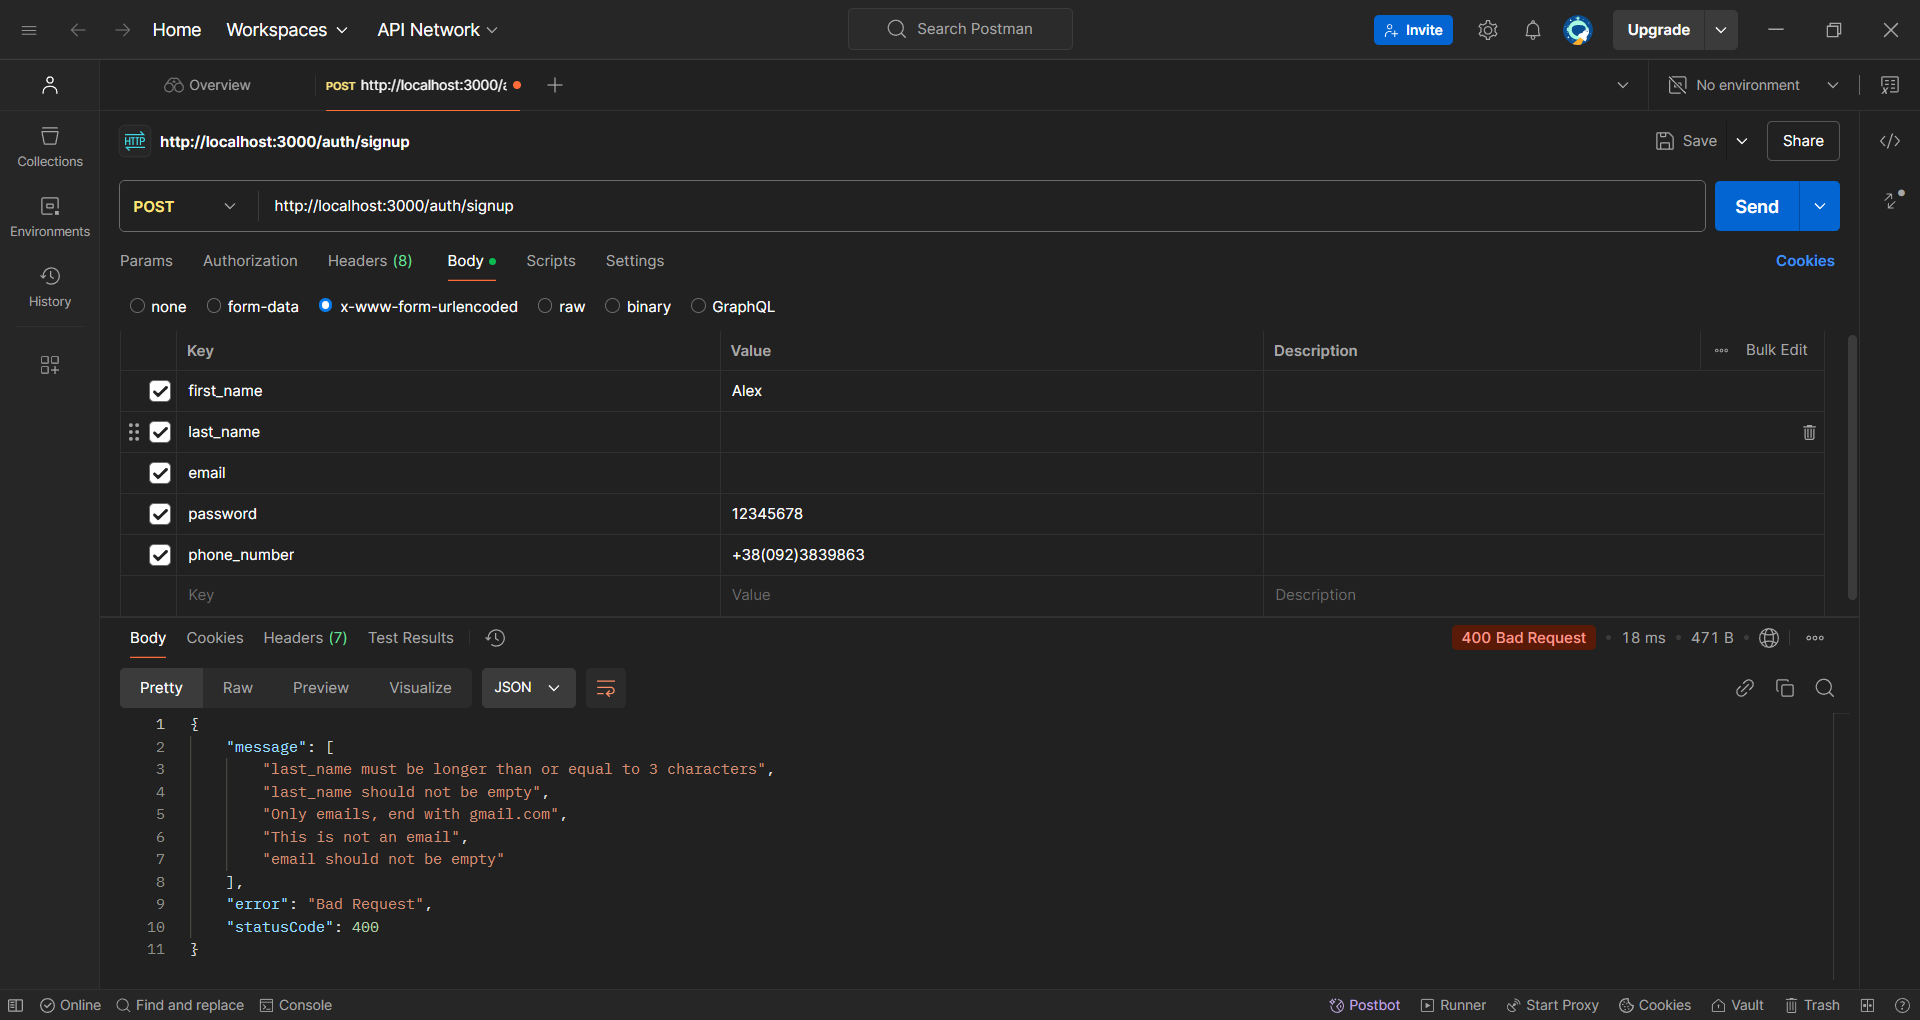 Home Workspaces API Network Search Postman Invite Upgrade
Overview POST http://localhost:3000/a No environment
HTTP http://localhost:3000/auth/signup Save Share
Collections
Environments
History
POST http://localhost:3000/auth/signup Send
Params Authorization Headers (8) Body Scripts Settings Cookies
none form-data x-www-form-urlencoded raw binary GraphQL
Key Value Description Bulk Edit
first_name Alex
last_name
email
password 12345678
phone_number +38(092)3839863
Key Value Description
Body Cookies Headers (7) Test Results 400 Bad Request 18 ms 471 B
Pretty Raw Preview Visualize JSON
1 {
2 "message": [
3 "last_name must be longer than or equal to 3 characters",
4 "last_name should not be empty",
5 "Only emails, end with gmail.com",
6 "This is not an email",
7 "email should not be empty"
8 ],
9 "error": "Bad Request",
10 "statusCode": 400
11 }
Online Find and replace Console Postbot Runner Start Proxy Cookies Vault Trash